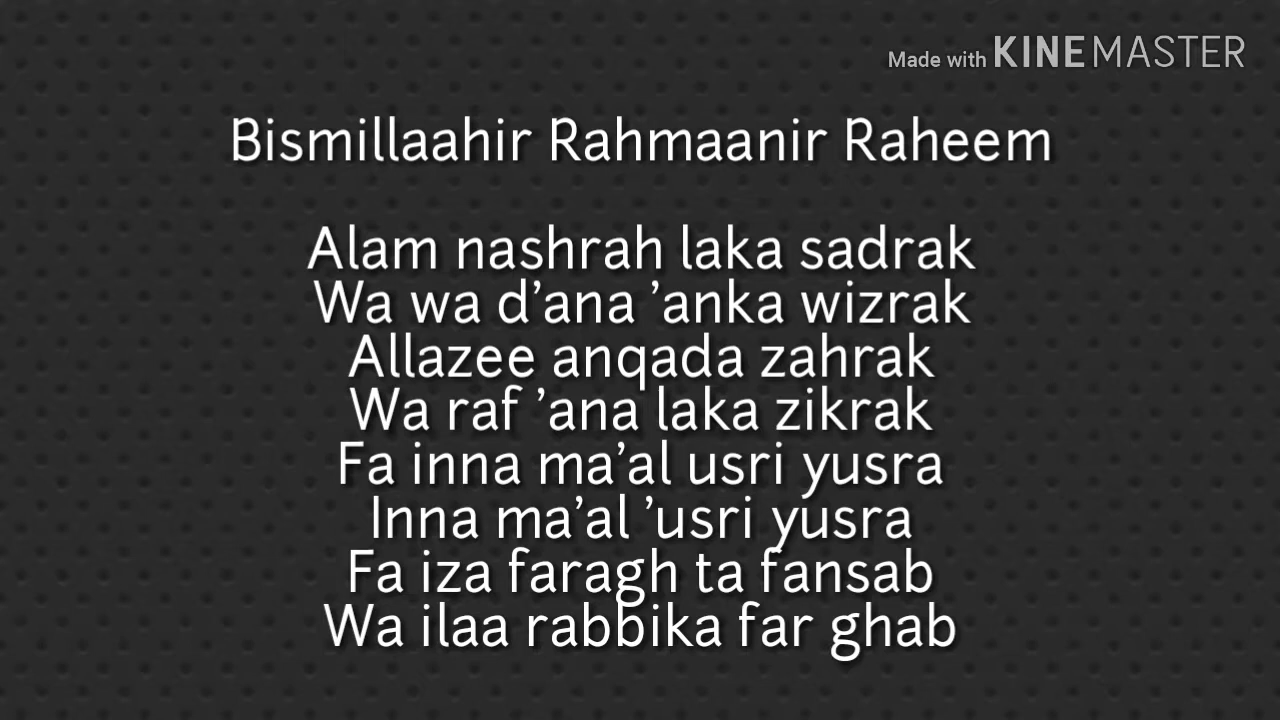 Made with KINEMASTER
Bismillaahir Rahmaanir Raheem
Alam nashrah laka sadrak
Wa wa d’ana ’anka wizrak
Allazee anqada zahrak
Wa raf ’ana laka zikrak
Fa inna ma’al usri yusra
Inna ma’al ’usri yusra
Fa iza faragh ta fansab
Wa ilaa rabbika far ghab